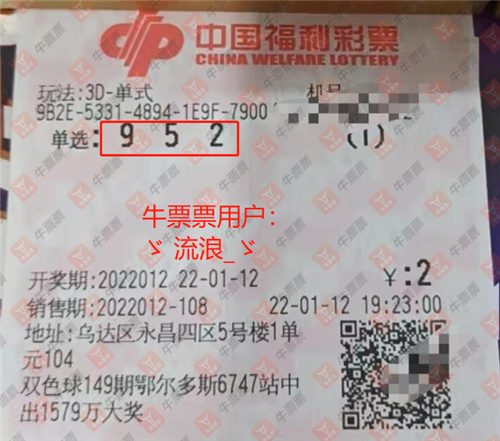 中国福利彩票
CHINA WELFARE LOTTERY
玩法:3D-单式
机号
9B2E-5331-4894-1E9F-7900
单选: 9 5 2 (1)
牛票票用户:
流浪_
开奖期:2022012 22-01-12 ¥:2
销售期:2022012-108 22-01-12 19:23:00
地址:乌达区永昌四区5号楼1单
元104
双色球149期鄂尔多斯6747站中
出1579万大奖
牛票票